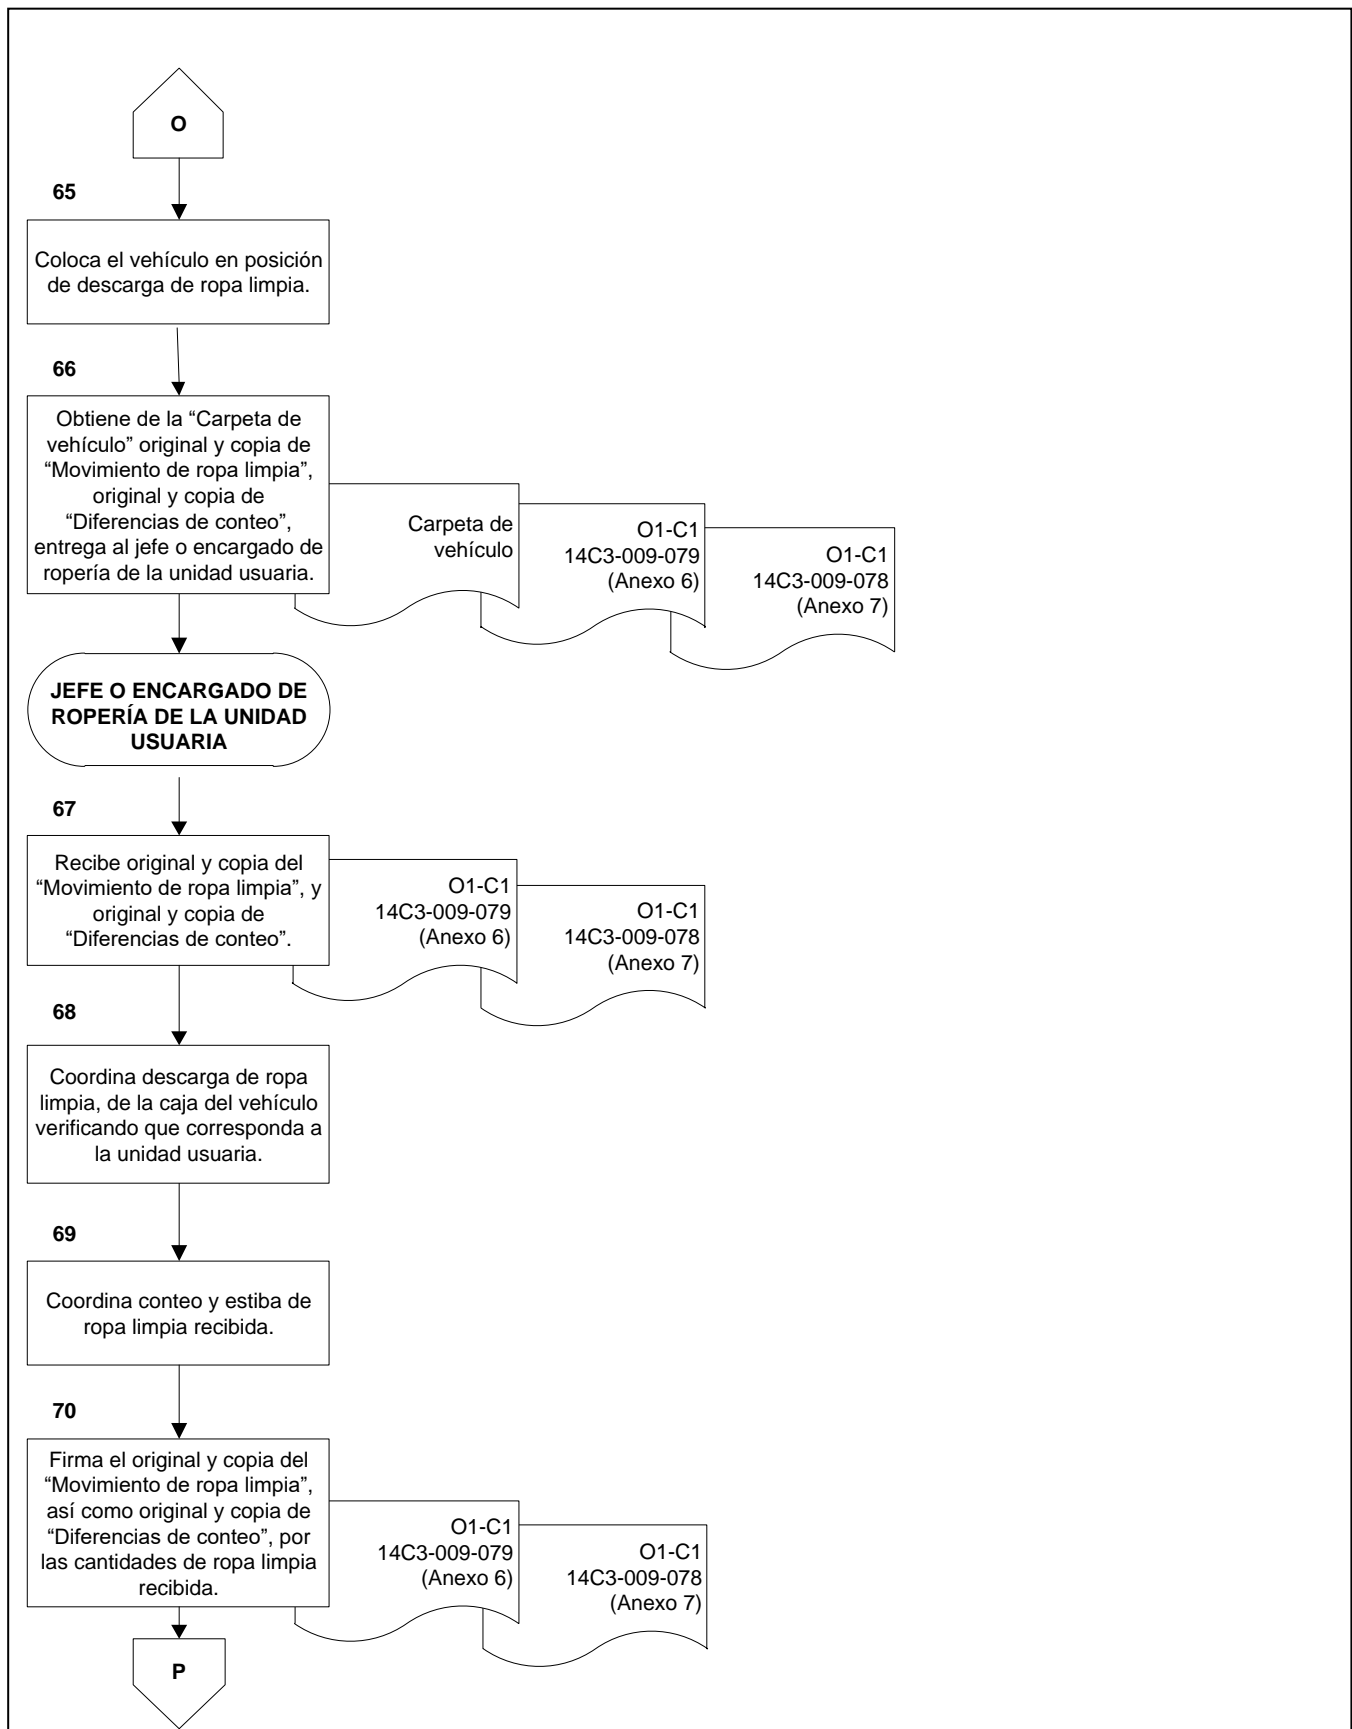 O
65
Coloca el vehículo en posición
de descarga de ropa limpia.
66
Obtiene de la “Carpeta de
vehículo” original y copia de
“Movimiento de ropa limpia”,
original y copia de
“Diferencias de conteo”,
entrega al jefe o encargado de
ropería de la unidad usuaria.
Carpeta de
vehículo
O1-C1
14C3-009-079
(Anexo 6)
O1-C1
14C3-009-078
(Anexo 7)
JEFE O ENCARGADO DE
ROPERÍA DE LA UNIDAD
USUARIA
67
Recibe original y copia del
“Movimiento de ropa limpia”, y
original y copia de
“Diferencias de conteo”.
O1-C1
14C3-009-079
(Anexo 6)
O1-C1
14C3-009-078
(Anexo 7)
68
Coordina descarga de ropa
limpia, de la caja del vehículo
verificando que corresponda a
la unidad usuaria.
69
Coordina conteo y estiba de
ropa limpia recibida.
70
Firma el original y copia del
“Movimiento de ropa limpia”,
así como original y copia de
“Diferencias de conteo”, por
las cantidades de ropa limpia
recibida.
O1-C1
14C3-009-079
(Anexo 6)
O1-C1
14C3-009-078
(Anexo 7)
P